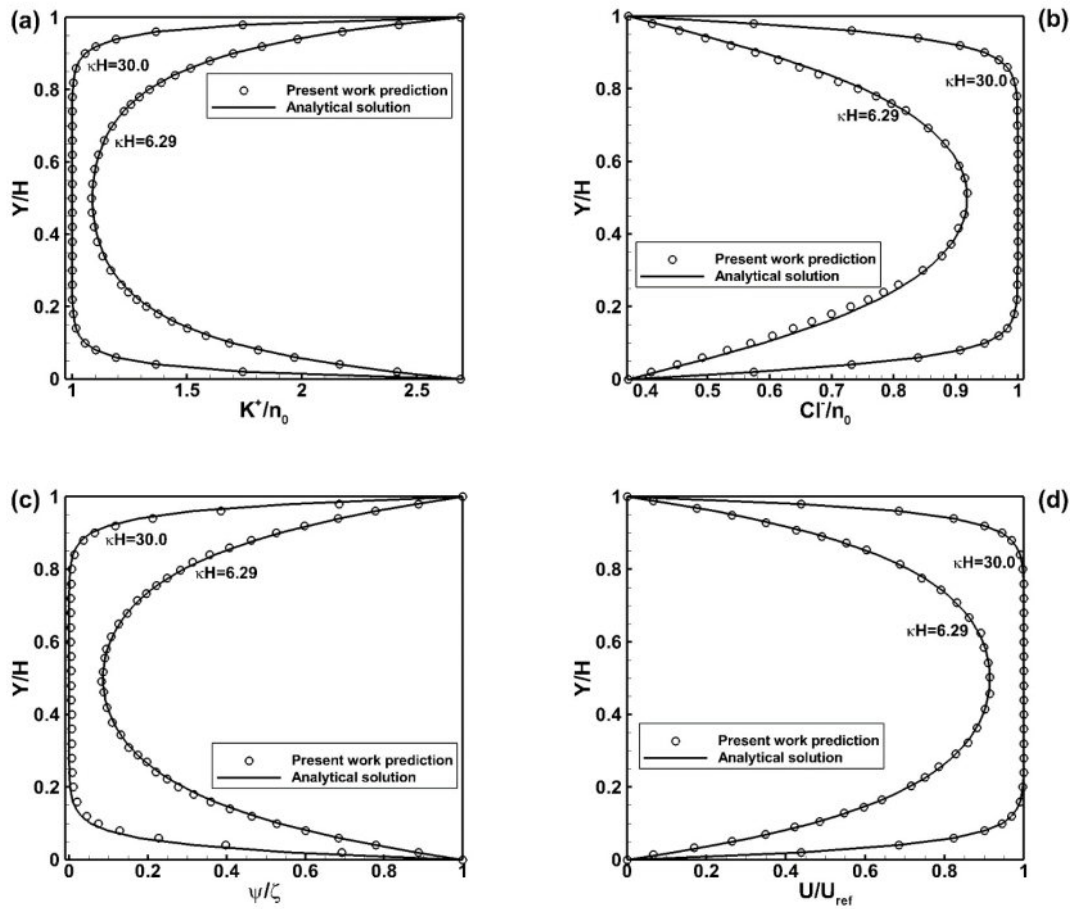 (a)
1
0.8
0.6
0.4
0.2
0
Y/H
κH=30.0
κH=6.29
Present work prediction
Analytical solution
1
1.5
2
2.5
K⁺/n₀
(b)
1
0.8
0.6
0.4
0.2
0
Y/H
κH=30.0
κH=6.29
Present work prediction
Analytical solution
0.4
0.5
0.6
0.7
0.8
0.9
1
Cl⁻/n₀
(c)
1
0.8
0.6
0.4
0.2
0
Y/H
κH=30.0
κH=6.29
Present work prediction
Analytical solution
0
0.2
0.4
0.6
0.8
1
ψ/ζ
(d)
1
0.8
0.6
0.4
0.2
0
Y/H
κH=30.0
κH=6.29
Present work prediction
Analytical solution
0
0.2
0.4
0.6
0.8
1
U/U_ref